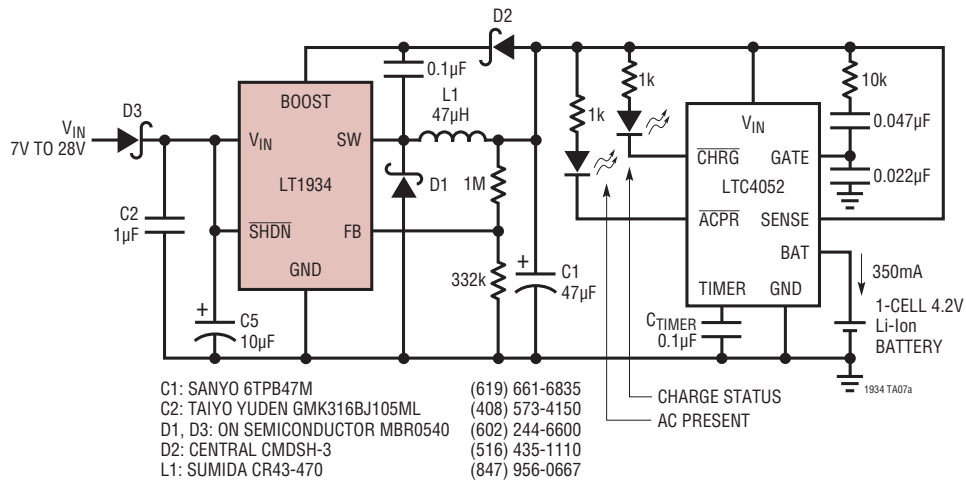 D2
0.1µF
L1
47µH
D3
VIN
7V TO 28V
BOOST
VIN
SW
LT1934
D1
1M
C2
1µF
SHDN
FB
GND
332k
C1
47µF
C5
10µF
1k
1k
10k
VIN
0.047µF
CHRG
GATE
LTC4052
0.022µF
ACPR
SENSE
BAT
350mA
TIMER
GND
1-CELL 4.2V
Li-Ion
BATTERY
CTIMER
0.1µF
1934 TA07a
CHARGE STATUS
AC PRESENT
C1: SANYO 6TPB47M (619) 661-6835
C2: TAIYO YUDEN GMK316BJ105ML (408) 573-4150
D1, D3: ON SEMICONDUCTOR MBR0540 (602) 244-6600
D2: CENTRAL CMDSH-3 (516) 435-1110
L1: SUMIDA CR43-470 (847) 956-0667